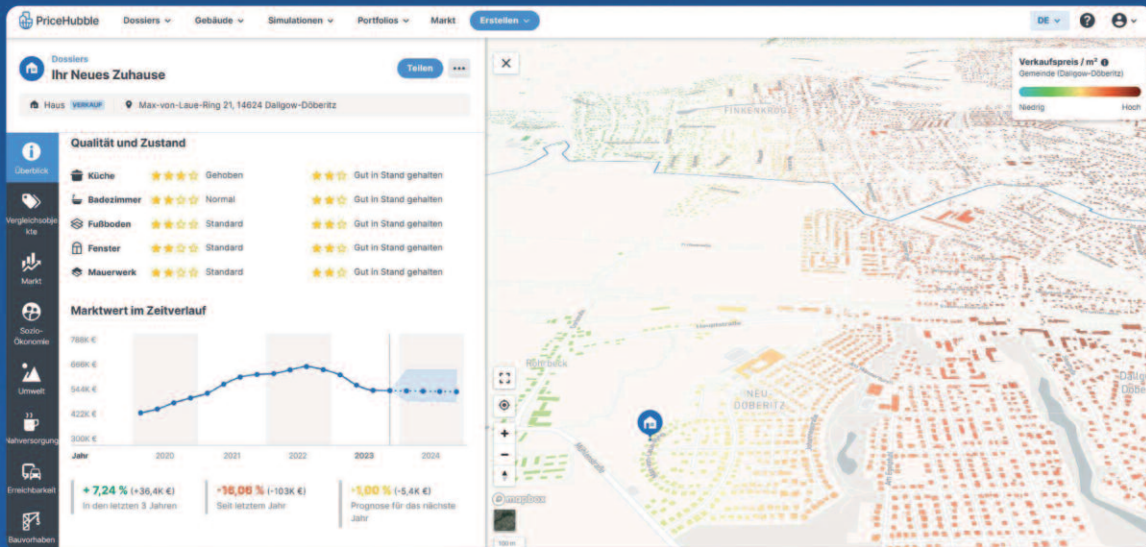 PriceHubble
Dossiers
Gebäude
Simulationen
Portfolios
Markt
Erstellen
DE
Dossiers
Ihr Neues Zuhause
Teilen
Haus VERKAUF
Max-von-Laue-Ring 21, 14624 Dallgow-Döberitz
Überblick
Vergleichsobje
kte
Markt
Sozio-
Ökonomie
Umwelt
Nahversorgung
Erreichbarkeit
Bauvorhaben
Qualität und Zustand
Küche Gehoben Gut in Stand gehalten
Badezimmer Normal Gut in Stand gehalten
Fußboden Standard Gut in Stand gehalten
Fenster Standard Gut in Stand gehalten
Mauerwerk Standard Gut in Stand gehalten
Marktwert im Zeitverlauf
788K €
666K €
544K €
422K €
300K €
Jahr 2020 2021 2022 2023 2024
+ 7,24 % (+36,4K €)
In den letzten 3 Jahren
-16,06 % (-103K €)
Seit letztem Jahr
-1,00 % (-5,4K €)
Prognose für das nächste
Jahr
Verkaufspreis / m²
Gemeinde (Dallgow-Döberitz)
Niedrig Hoch
FINKENKRUG
Rohrbeck
NEU
DÖBERITZ
mapbox
100 m